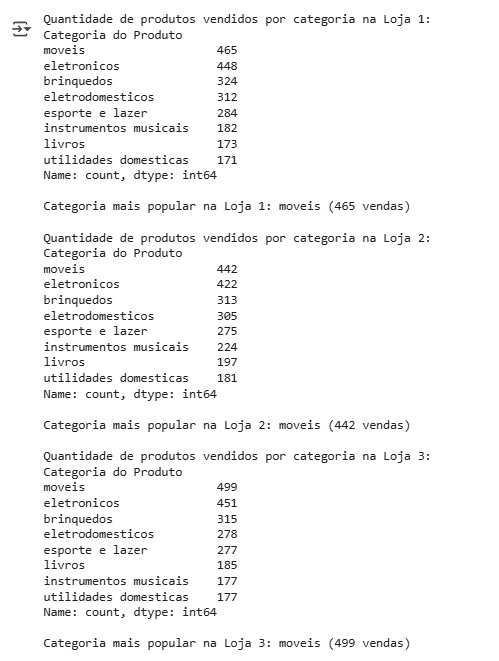 Quantidade de produtos vendidos por categoria na Loja 1:
Categoria do Produto
moveis 465
eletronicos 448
brinquedos 324
eletrodomesticos 312
esporte e lazer 284
instrumentos musicais 182
livros 173
utilidades domesticas 171
Name: count, dtype: int64
Categoria mais popular na Loja 1: moveis (465 vendas)
Quantidade de produtos vendidos por categoria na Loja 2:
Categoria do Produto
moveis 442
eletronicos 422
brinquedos 313
eletrodomesticos 305
esporte e lazer 275
instrumentos musicais 224
livros 197
utilidades domesticas 181
Name: count, dtype: int64
Categoria mais popular na Loja 2: moveis (442 vendas)
Quantidade de produtos vendidos por categoria na Loja 3:
Categoria do Produto
moveis 499
eletronicos 451
brinquedos 315
eletrodomesticos 278
esporte e lazer 277
livros 185
instrumentos musicais 177
utilidades domesticas 177
Name: count, dtype: int64
Categoria mais popular na Loja 3: moveis (499 vendas)